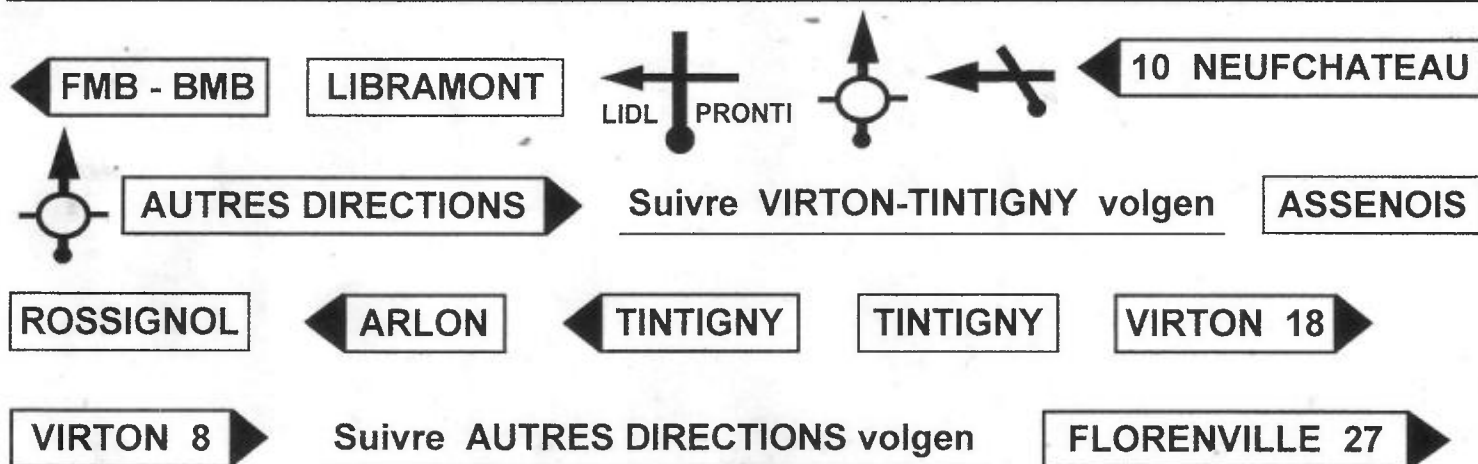 FMB - BMB LIBRAMONT LIDL PRONTI 10 NEUFCHATEAU
AUTRES DIRECTIONS Suivre VIRTON-TINTIGNY volgen ASSENOIS
ROSSIGNOL ARLON TINTIGNY TINTIGNY VIRTON 18
VIRTON 8 Suivre AUTRES DIRECTIONS volgen FLORENVILLE 27